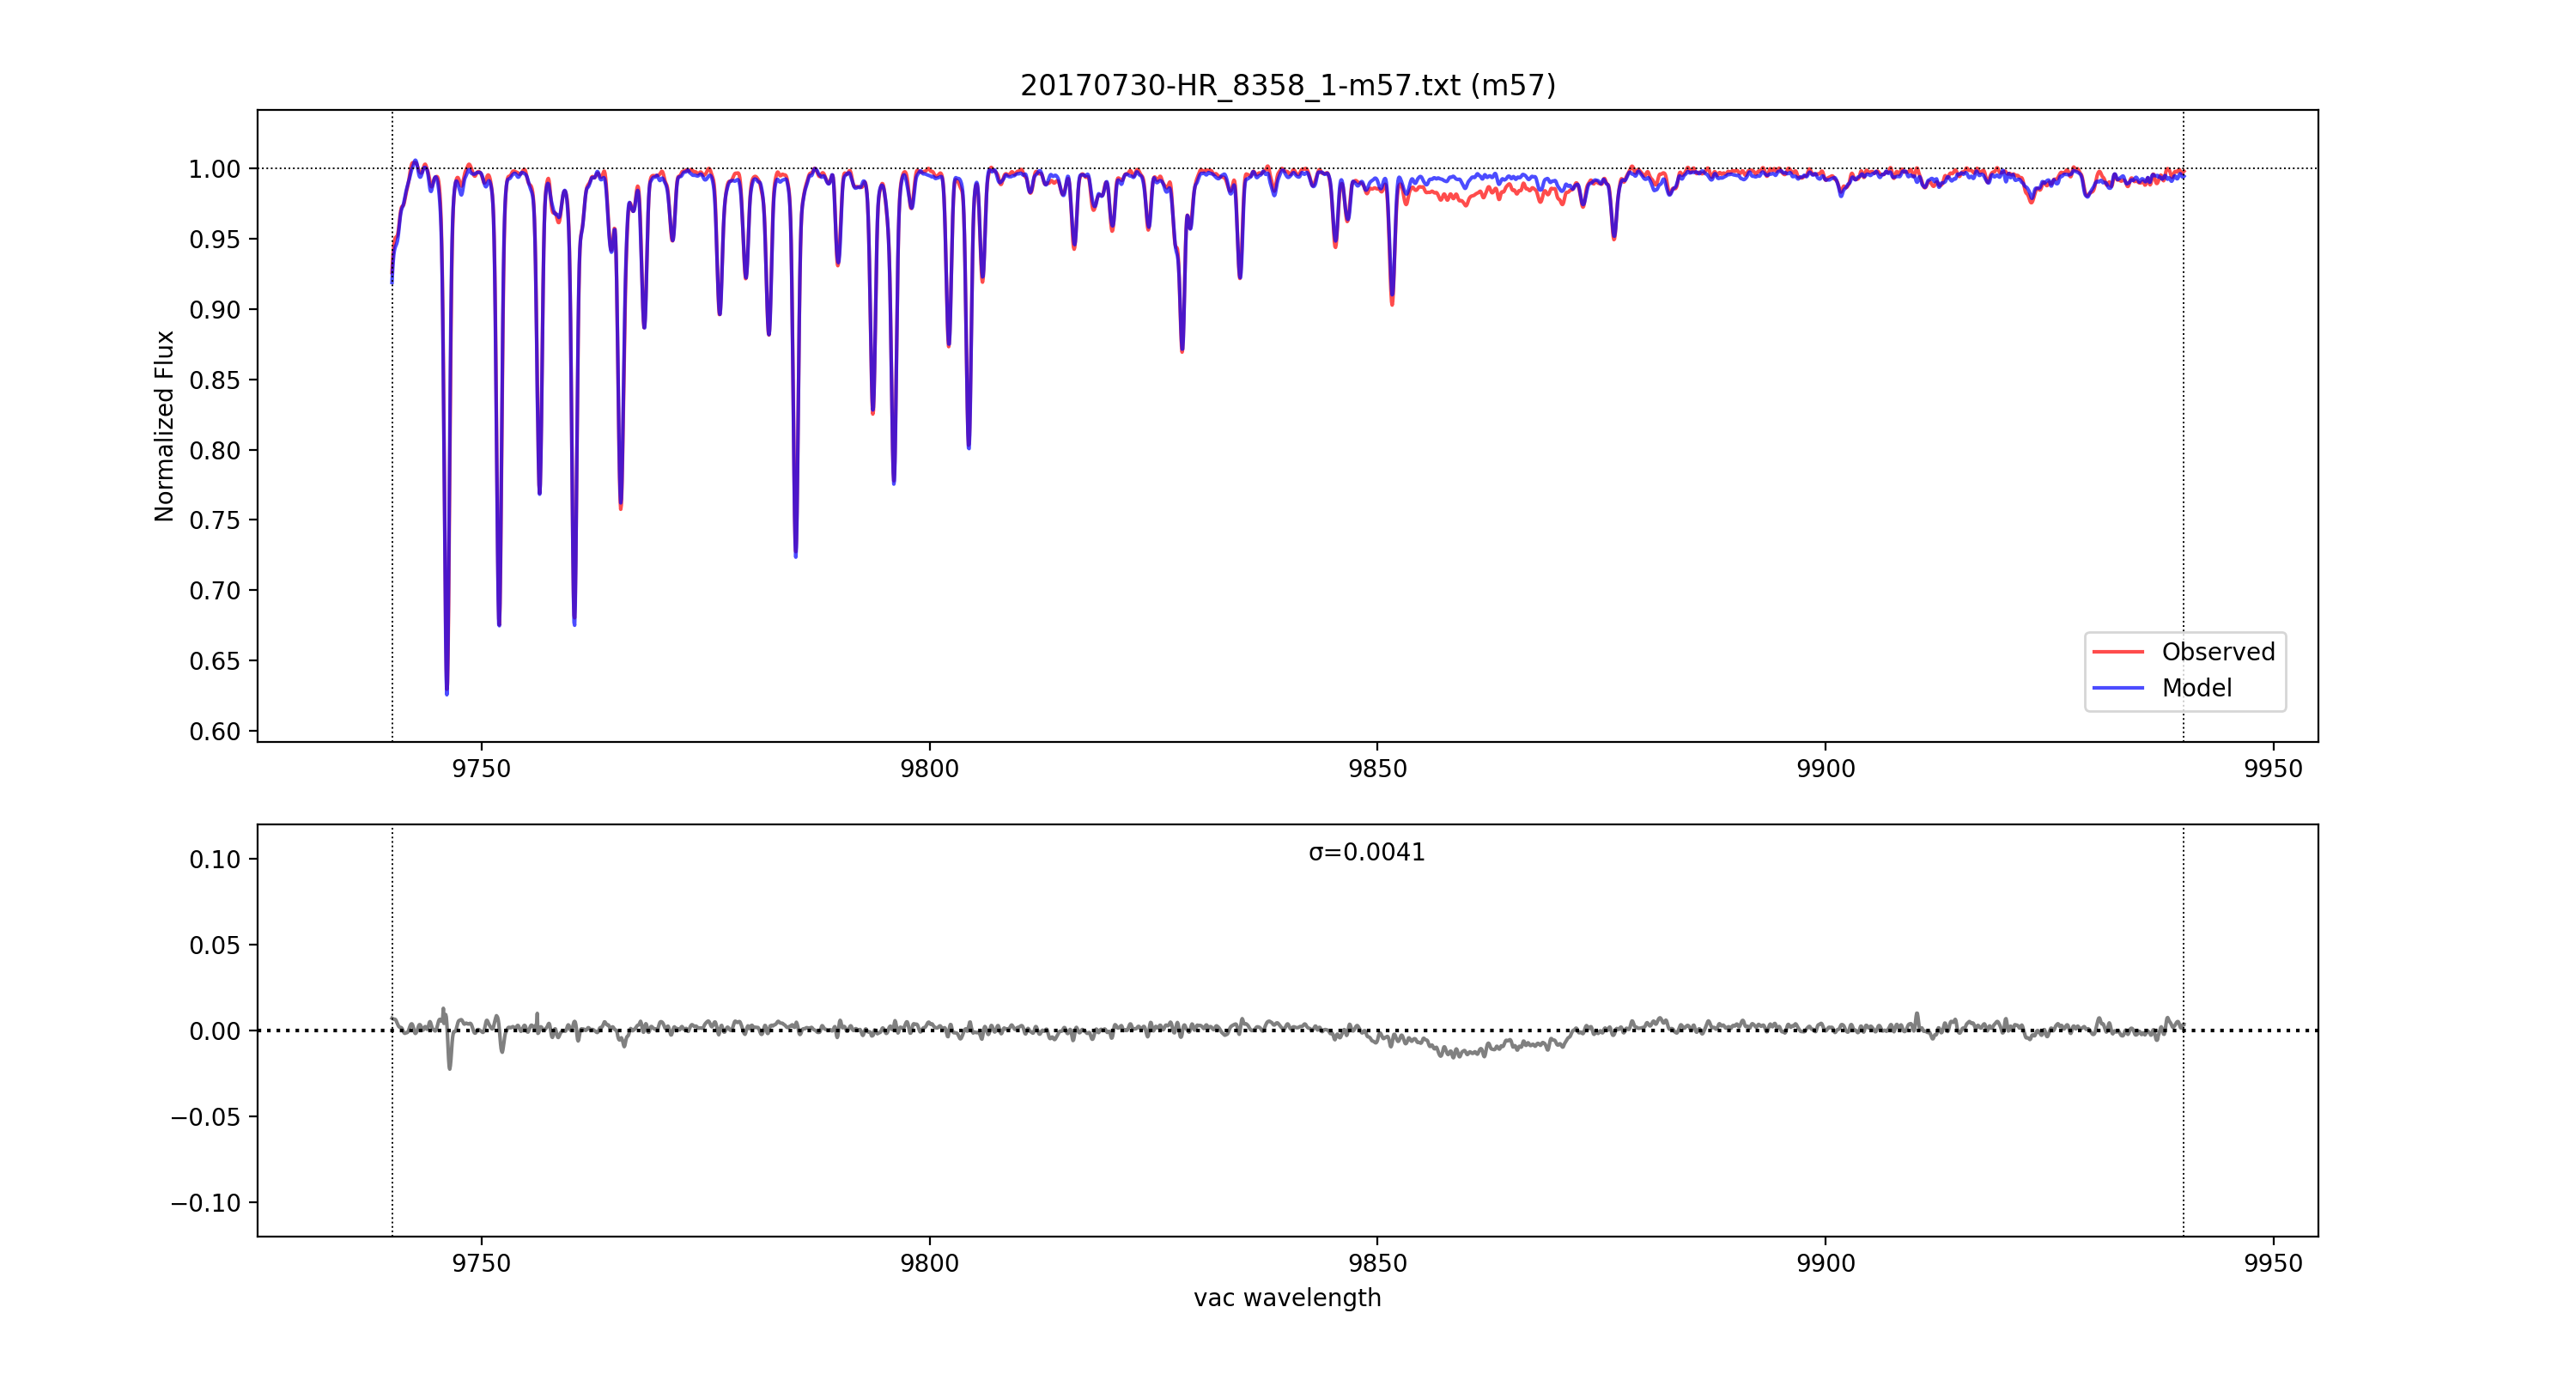 20170730-HR_8358_1-m57.txt (m57)
1.00
0.95
0.90
0.85
0.80
0.75
0.70
0.65
0.60
Normalized Flux
Observed
Model
9750 9800 9850 9900 9950
σ=0.0041
0.10
0.05
0.00
−0.05
−0.10
9750 9800 9850 9900 9950
vac wavelength